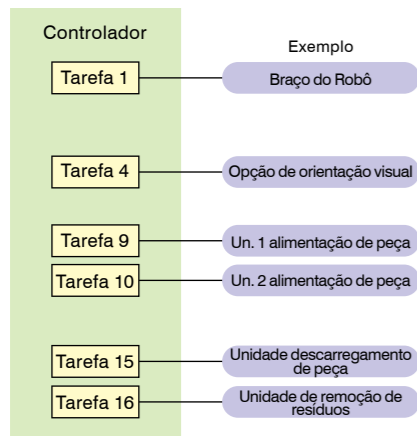 Controlador
Exemplo
Tarefa 1
Braço do Robô
Tarefa 4
Opção de orientação visual
Tarefa 9
Un. 1 alimentação de peça
Tarefa 10
Un. 2 alimentação de peça
Tarefa 15
Unidade descarregamento
de peça
Tarefa 16
Unidade de remoção de
resíduos